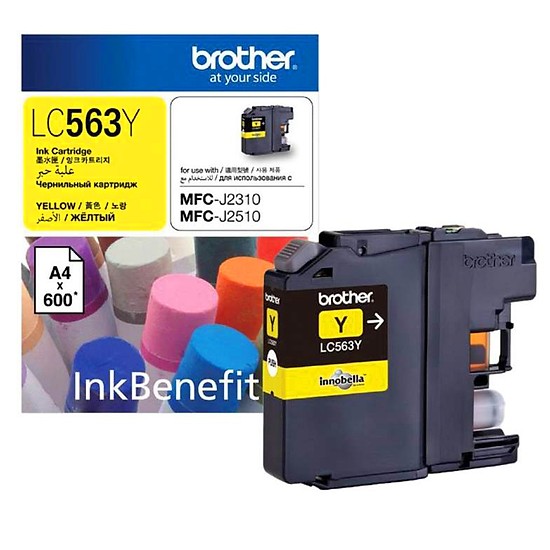 brother
at your side
LC563Y
Ink Cartridge
墨水匣 / 잉크카트리지
علبة حبر
Чернильный картридж
YELLOW / 黃色 / 노랑
الأصفر / ЖЁЛТЫЙ
for use with / 適用型號 / 사용 제품
للاستخدام مع / для использования с
MFC-J2310
MFC-J2510
A4
x
600*
InkBenefit
brother
brother
Y
LC563Y
PUSH
innobella